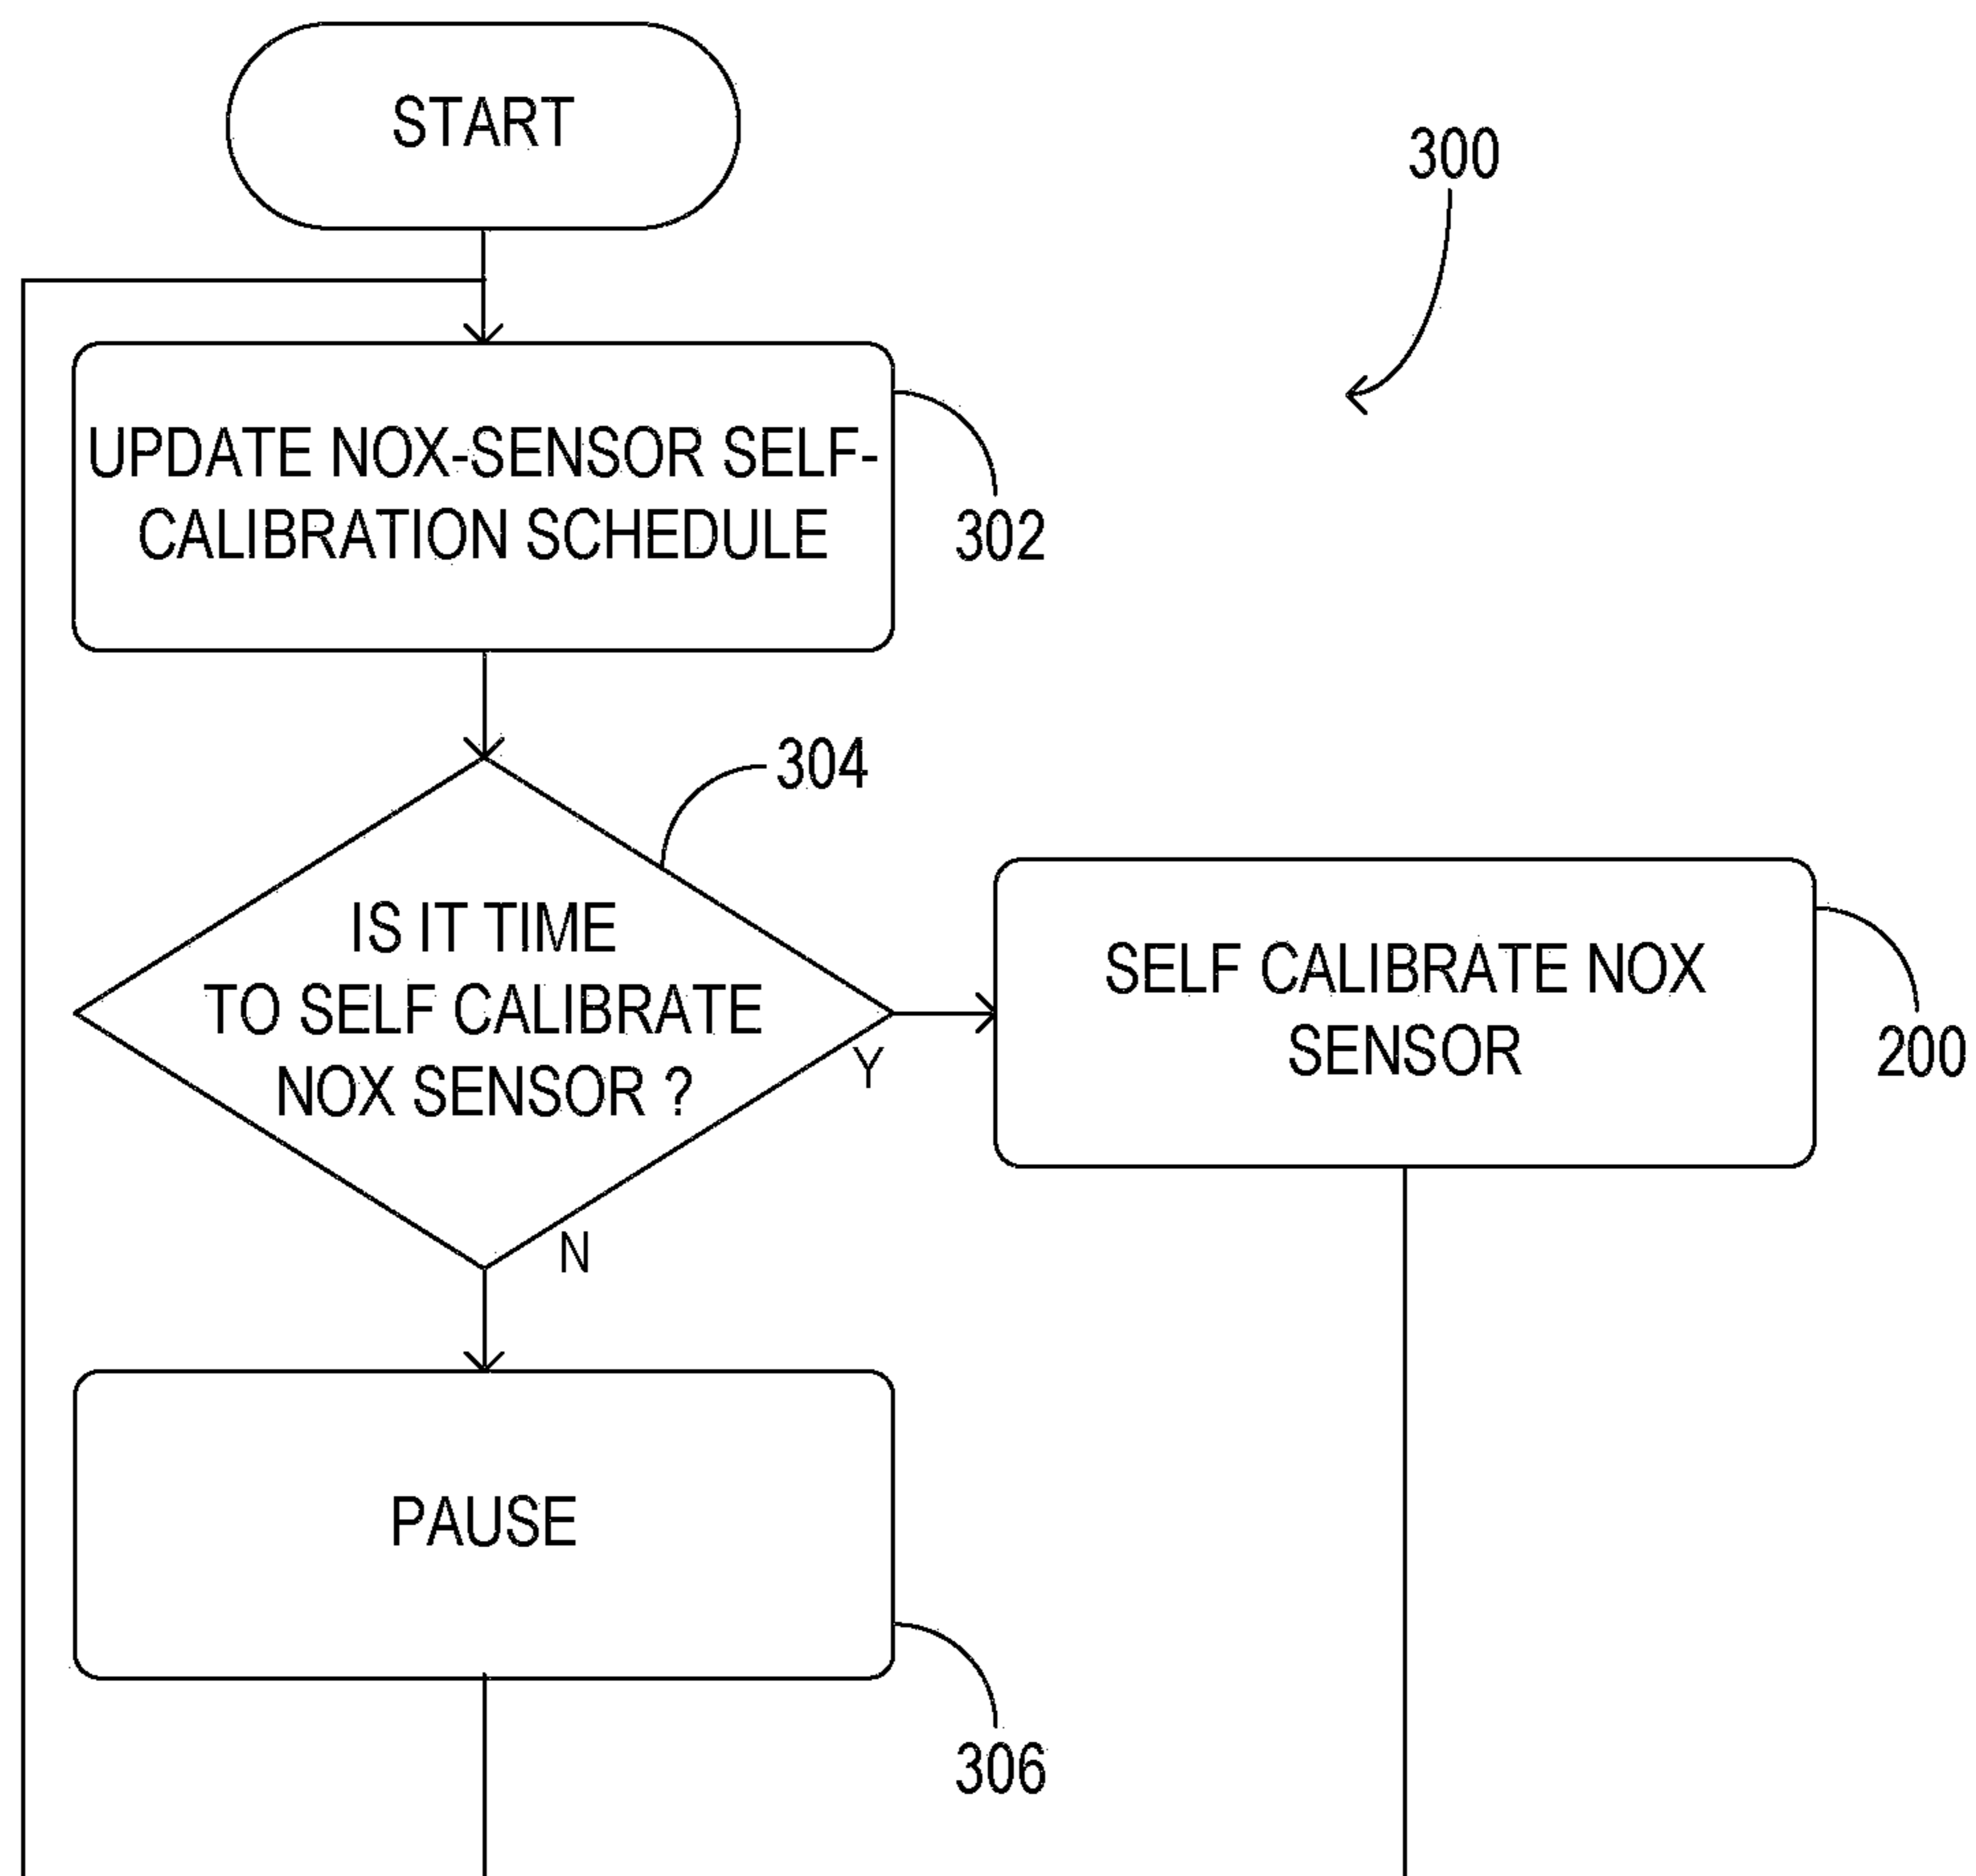 START
300
UPDATE NOX-SENSOR SELF-
CALIBRATION SCHEDULE
302
304
IS IT TIME
TO SELF CALIBRATE
NOX SENSOR ?
Y
N
SELF CALIBRATE NOX
SENSOR
200
PAUSE
306